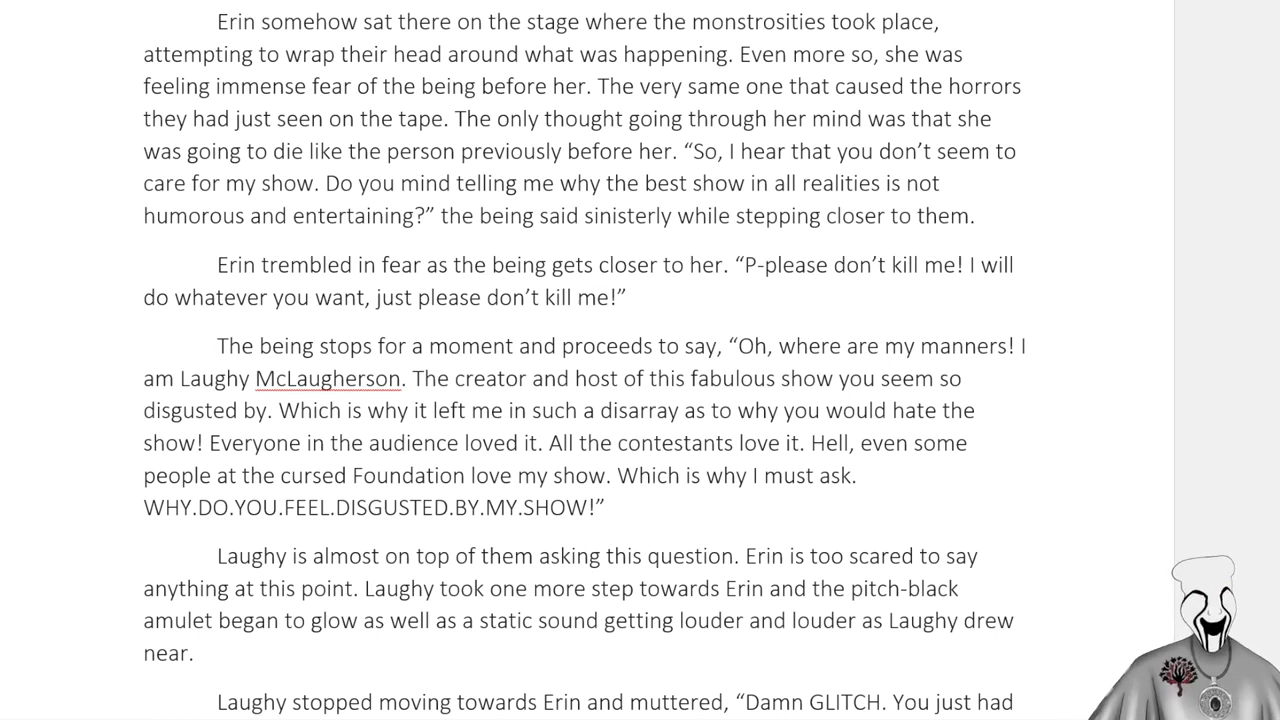 Erin somehow sat there on the stage where the monstrosities took place,
attempting to wrap their head around what was happening. Even more so, she was
feeling immense fear of the being before her. The very same one that caused the horrors
they had just seen on the tape. The only thought going through her mind was that she
was going to die like the person previously before her. “So, I hear that you don’t seem to
care for my show. Do you mind telling me why the best show in all realities is not
humorous and entertaining?” the being said sinisterly while stepping closer to them.
Erin trembled in fear as the being gets closer to her. “P-please don’t kill me! I will
do whatever you want, just please don’t kill me!”
The being stops for a moment and proceeds to say, “Oh, where are my manners! I
am Laughy McLaugherson. The creator and host of this fabulous show you seem so
disgusted by. Which is why it left me in such a disarray as to why you would hate the
show! Everyone in the audience loved it. All the contestants love it. Hell, even some
people at the cursed Foundation love my show. Which is why I must ask.
WHY.DO.YOU.FEEL.DISGUSTED.BY.MY.SHOW!”
Laughy is almost on top of them asking this question. Erin is too scared to say
anything at this point. Laughy took one more step towards Erin and the pitch-black
amulet began to glow as well as a static sound getting louder and louder as Laughy drew
near.
Laughy stopped moving towards Erin and muttered, “Damn GLITCH. You just had